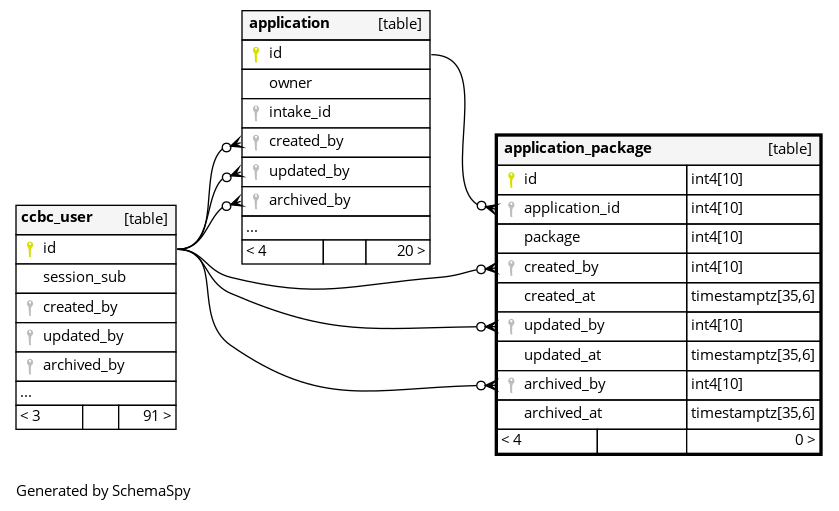 application [table]
id
owner
intake_id
created_by
updated_by
archived_by
...
< 4 20 >
application_package [table]
id int4[10]
application_id int4[10]
package int4[10]
created_by int4[10]
created_at timestamptz[35,6]
updated_by int4[10]
updated_at timestamptz[35,6]
archived_by int4[10]
archived_at timestamptz[35,6]
< 4 0 >
ccbc_user [table]
id
session_sub
created_by
updated_by
archived_by
...
< 3 91 >
Generated by SchemaSpy